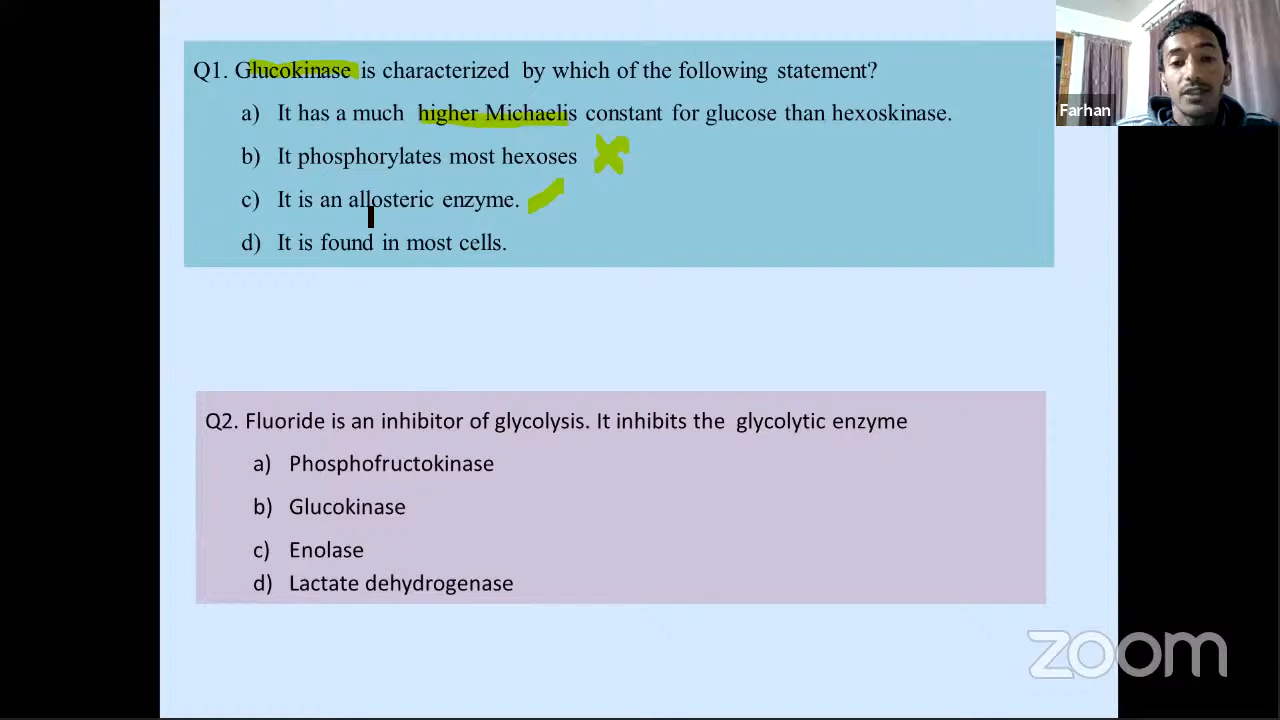 Q1. Glucokinase is characterized by which of the following statement?
a) It has a much higher Michaelis constant for glucose than hexoskinase.
b) It phosphorylates most hexoses
c) It is an allosteric enzyme.
d) It is found in most cells.
Farhan
Q2. Fluoride is an inhibitor of glycolysis. It inhibits the glycolytic enzyme
a) Phosphofructokinase
b) Glucokinase
c) Enolase
d) Lactate dehydrogenase
zoom